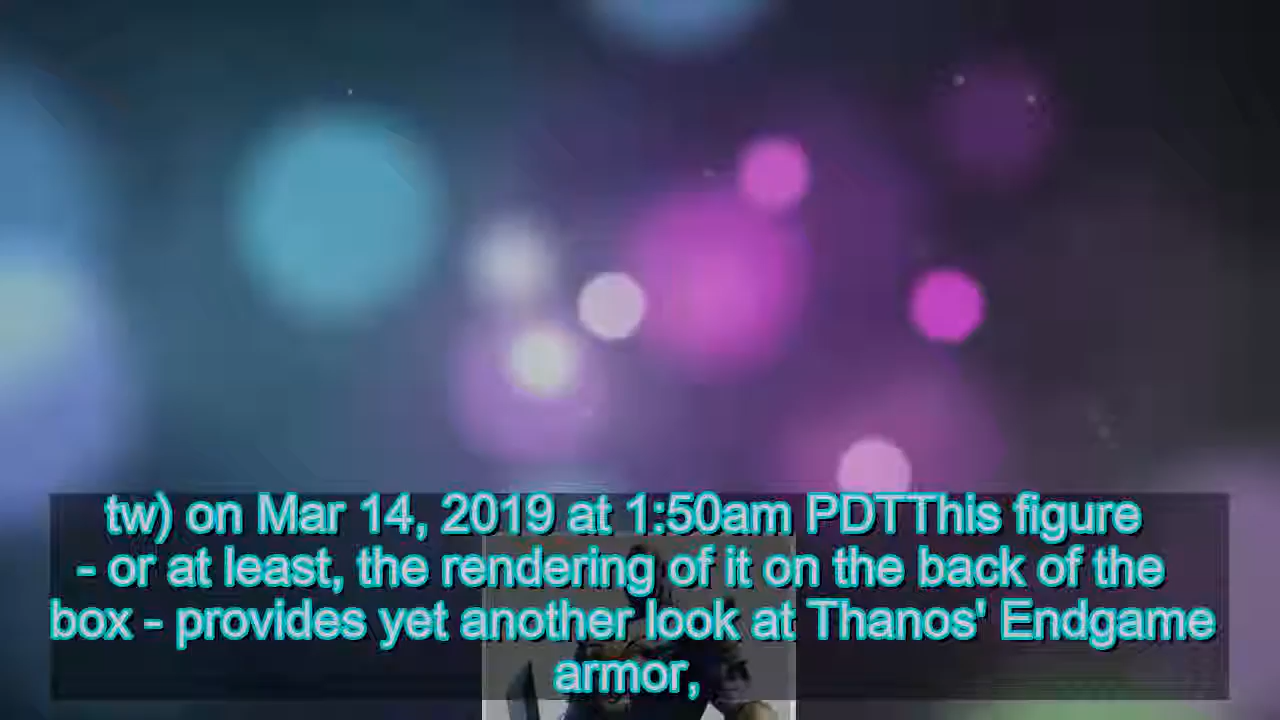 tw) on Mar 14, 2019 at 1:50am PDTThis figure
- or at least, the rendering of it on the back of the
box - provides yet another look at Thanos' Endgame
armor,